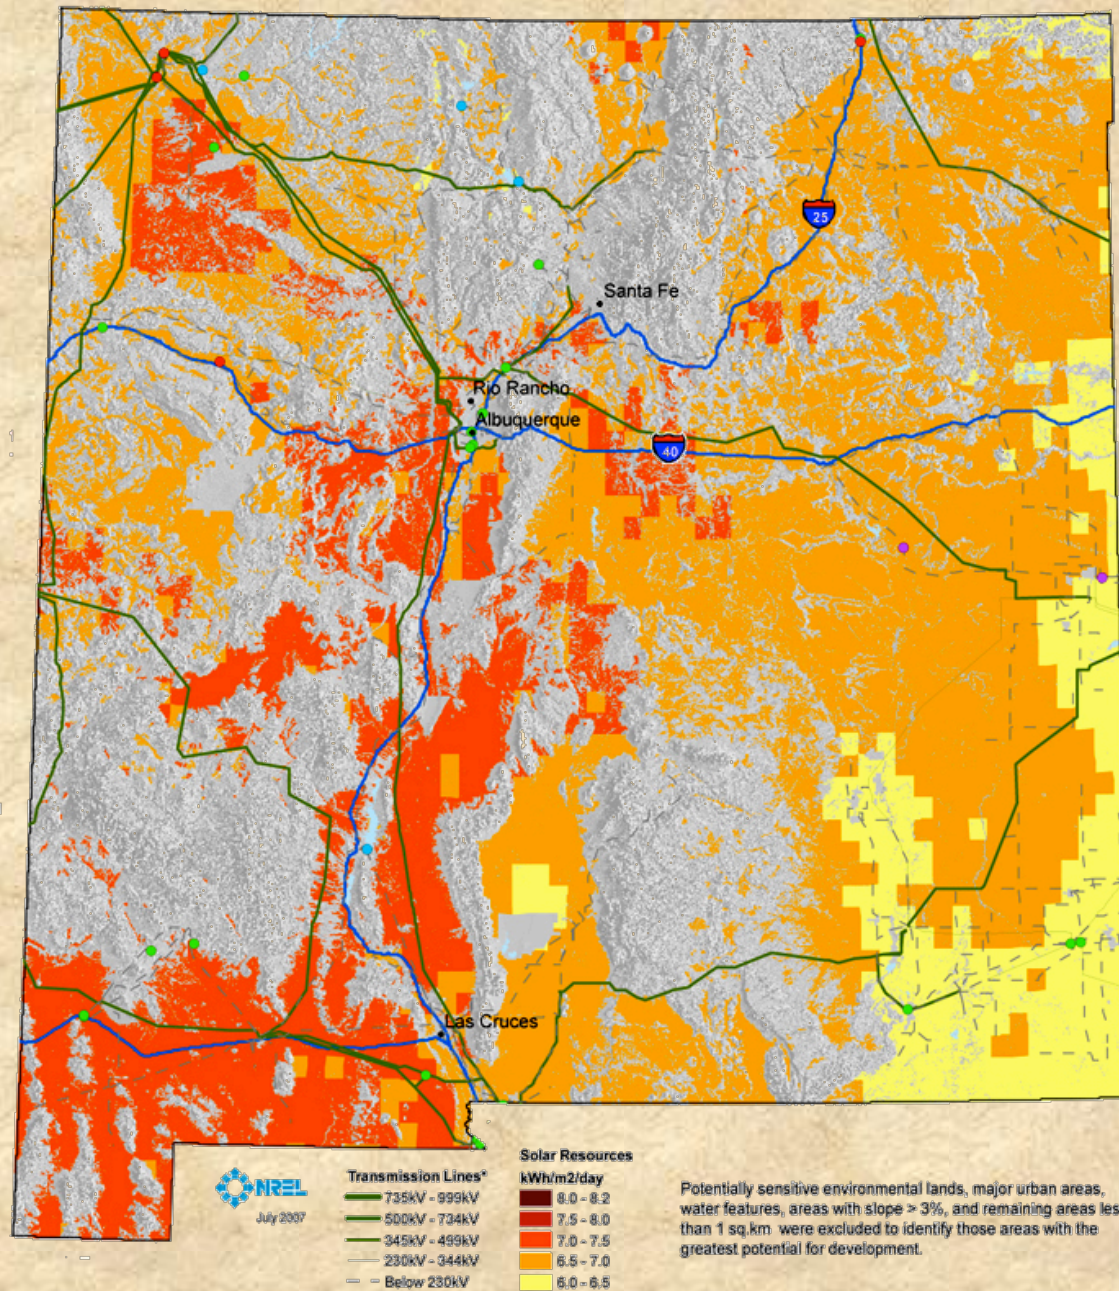 25
Santa Fe
Rio Rancho
Albuquerque
40
Las Cruces
NREL
July 2007
Transmission Lines*
735kV - 999kV
500kV - 734kV
345kV - 499kV
230kV - 344kV
Below 230kV
Solar Resources
kWh/m2/day
8.0 - 8.2
7.5 - 8.0
7.0 - 7.5
6.5 - 7.0
6.0 - 6.5
Potentially sensitive environmental lands, major urban areas,
water features, areas with slope > 3%, and remaining areas les
than 1 sq.km were excluded to identify those areas with the
greatest potential for development.